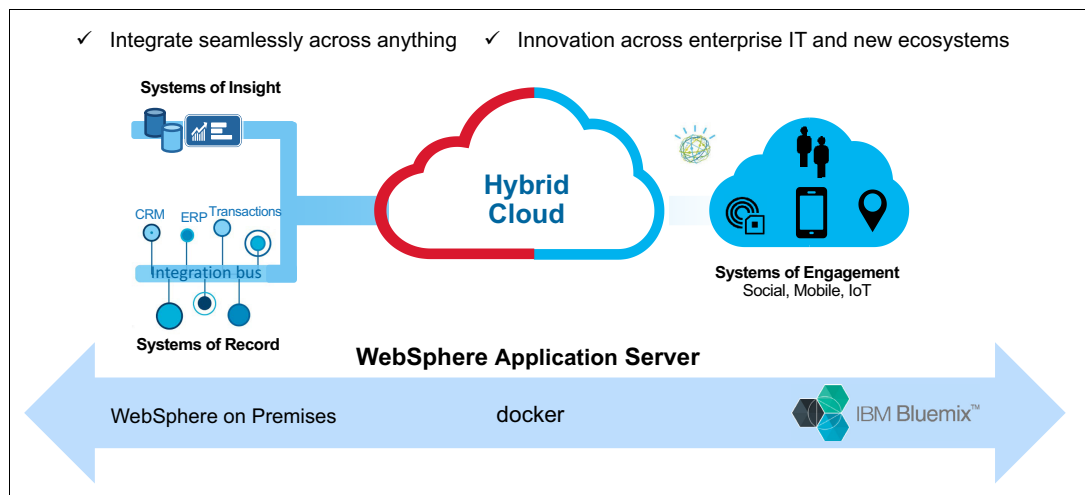 ✓ Integrate seamlessly across anything ✓ Innovation across enterprise IT and new ecosystems
Systems of Insight
Hybrid
Cloud
CRM
ERP
Transactions
Integration bus
Systems of Record
Systems of Engagement
Social, Mobile, IoT
WebSphere Application Server
WebSphere on Premises
docker
IBM Bluemix™